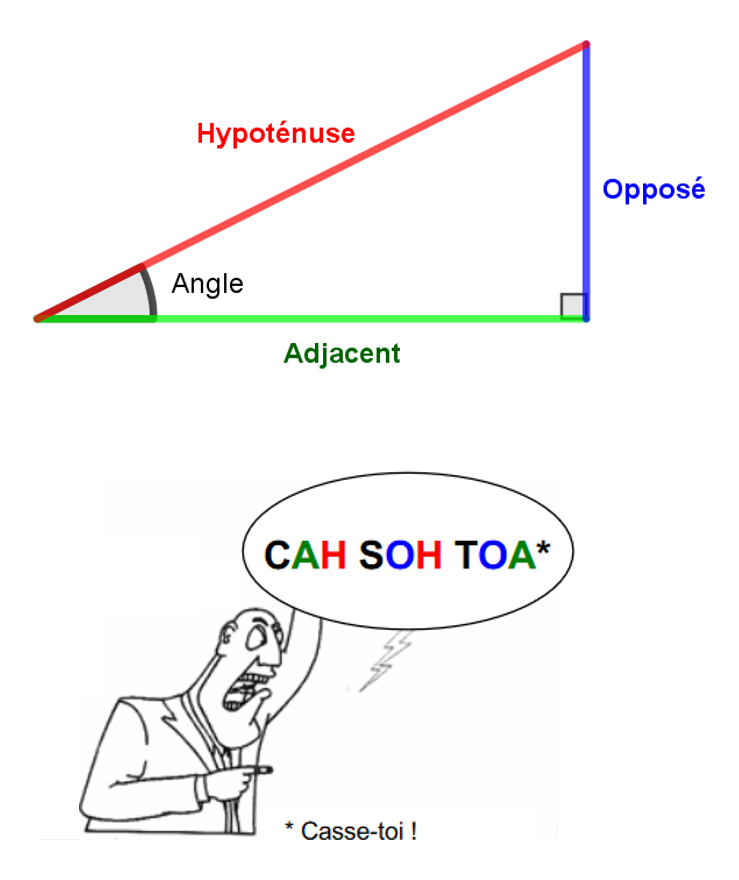 Hypoténuse
Opposé
Angle
Adjacent
CAH SOH TOA*
* Casse-toi !